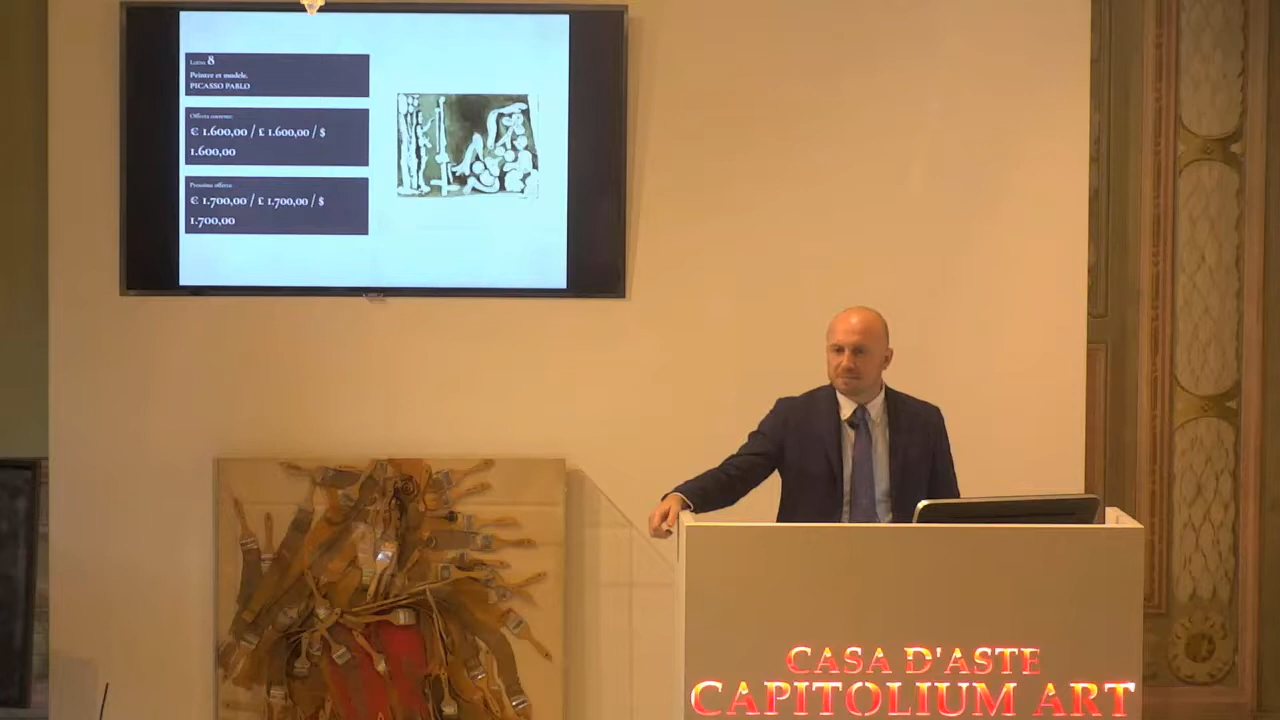 Lotto: 8
Peintre et modele.
PICASSO PABLO
Offerta corrente:
€ 1.600,00 / £ 1.600,00 / $
1.600,00
Prossima offerta:
€ 1.700,00 / £ 1.700,00 / $
1.700,00
CASA D'ASTE
CAPITOLIUM ART